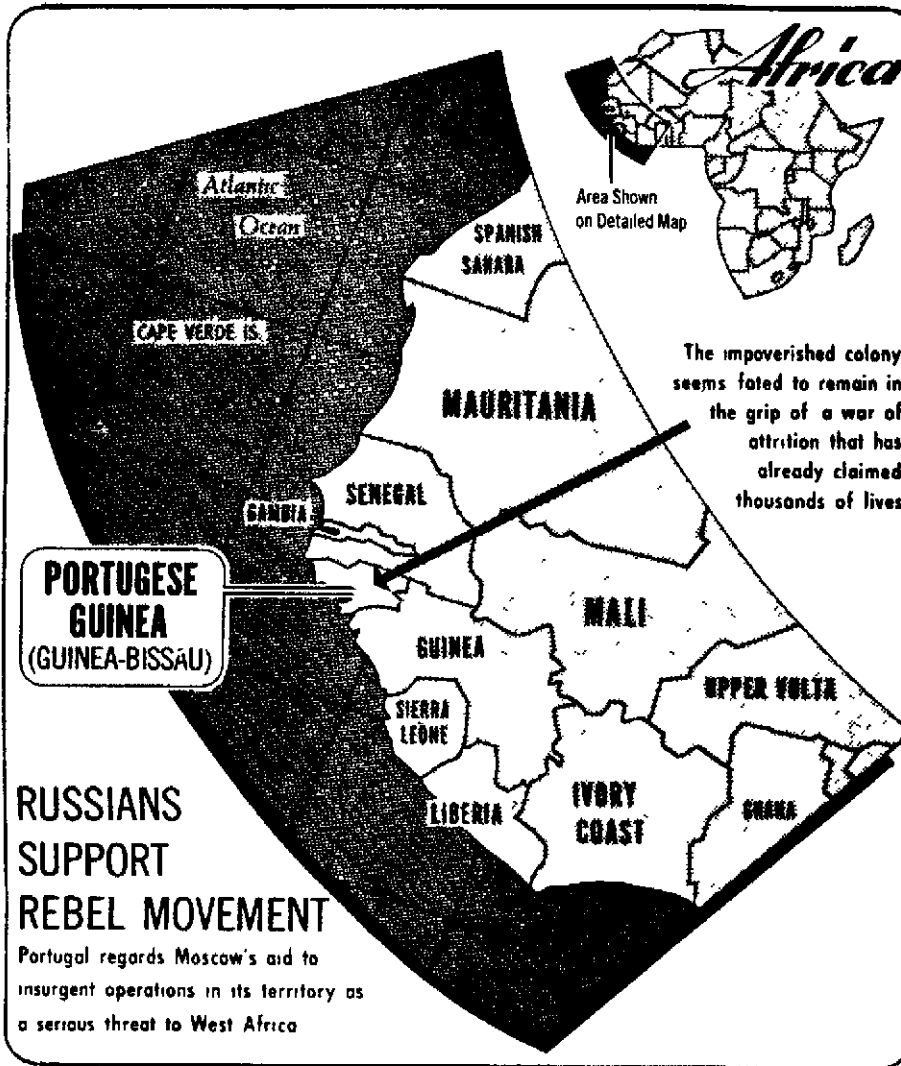 Africa
Area Shown
on Detailed Map
Atlantic
Ocean
SPANISH
SAHARA
CAPE VERDE IS.
The impoverished colony
seems fated to remain in
the grip of a war of
attrition that has
already claimed
thousands of lives
MAURITANIA
SENEGAL
GAMBIA
PORTUGESE
GUINEA
(GUINEA-BISSAU)
MALI
GUINEA
UPPER VOLTA
SIERRA
LEONE
LIBERIA
IVORY
COAST
GHANA
RUSSIANS
SUPPORT
REBEL MOVEMENT
Portugal regards Moscow's aid to
insurgent operations in its territory as
a serious threat to West Africa